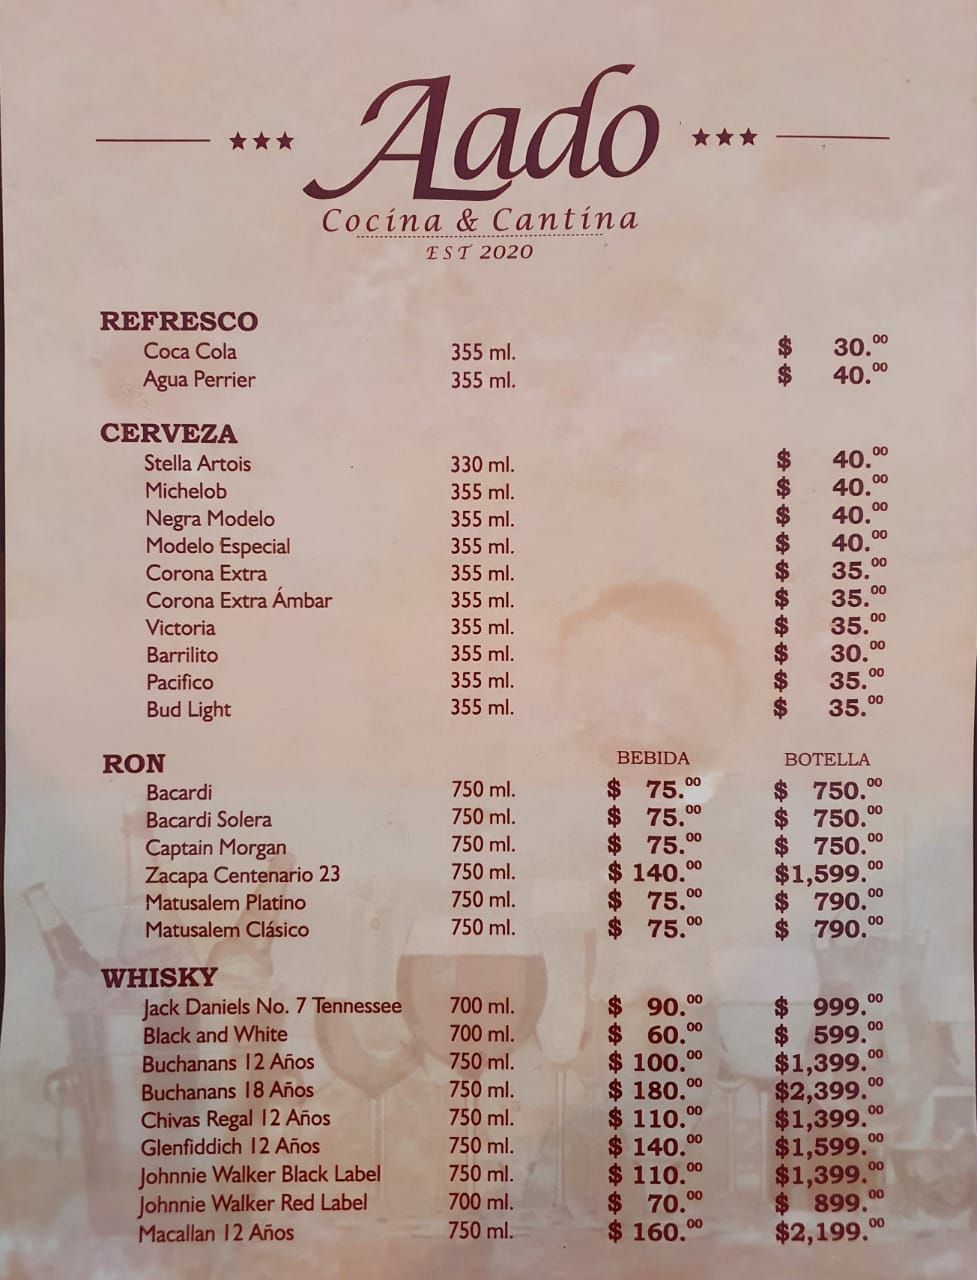 Aado
Cocina & Cantina
EST 2020
REFRESCO
Coca Cola 355 ml. $ 30.00
Agua Perrier 355 ml. $ 40.00
CERVEZA
Stella Artois 330 ml. $ 40.00
Michelob 355 ml. $ 40.00
Negra Modelo 355 ml. $ 40.00
Modelo Especial 355 ml. $ 40.00
Corona Extra 355 ml. $ 35.00
Corona Extra Ámbar 355 ml. $ 35.00
Victoria 355 ml. $ 35.00
Barrilito 355 ml. $ 30.00
Pacifico 355 ml. $ 35.00
Bud Light 355 ml. $ 35.00
RON BEBIDA BOTELLA
Bacardi 750 ml. $ 75.00 $ 750.00
Bacardi Solera 750 ml. $ 75.00 $ 750.00
Captain Morgan 750 ml. $ 75.00 $ 750.00
Zacapa Centenario 23 750 ml. $ 140.00 $1,599.00
Matusalem Platino 750 ml. $ 75.00 $ 790.00
Matusalem Clásico 750 ml. $ 75.00 $ 790.00
WHISKY
Jack Daniels No. 7 Tennessee 700 ml. $ 90.00 $ 999.00
Black and White 700 ml. $ 60.00 $ 599.00
Buchanans 12 Años 750 ml. $ 100.00 $1,399.00
Buchanans 18 Años 750 ml. $ 180.00 $2,399.00
Chivas Regal 12 Años 750 ml. $ 110.00 $1,399.00
Glenfiddich 12 Años 750 ml. $ 140.00 $1,599.00
Johnnie Walker Black Label 750 ml. $ 110.00 $1,399.00
Johnnie Walker Red Label 700 ml. $ 70.00 $ 899.00
Macallan 12 Años 750 ml. $ 160.00 $2,199.00